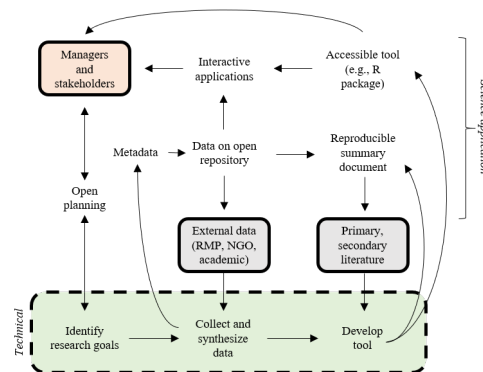 Managers
and
stakeholders
Interactive
applications
Accessible tool
(e.g., R
package)
Metadata
Data on open
repository
Reproducible
summary
document
Open
planning
External data
(RMP, NGO,
academic)
Primary,
secondary
literature
Technical
Identify
research goals
Collect and
synthesize
data
Develop
tool